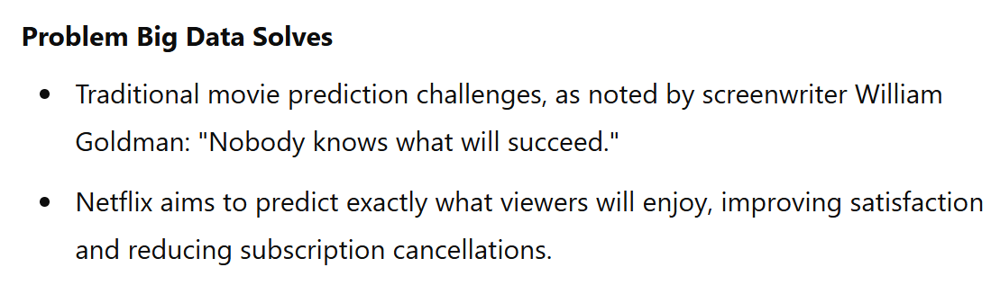 Problem Big Data Solves
• Traditional movie prediction challenges, as noted by screenwriter William
Goldman: "Nobody knows what will succeed."
• Netflix aims to predict exactly what viewers will enjoy, improving satisfaction
and reducing subscription cancellations.